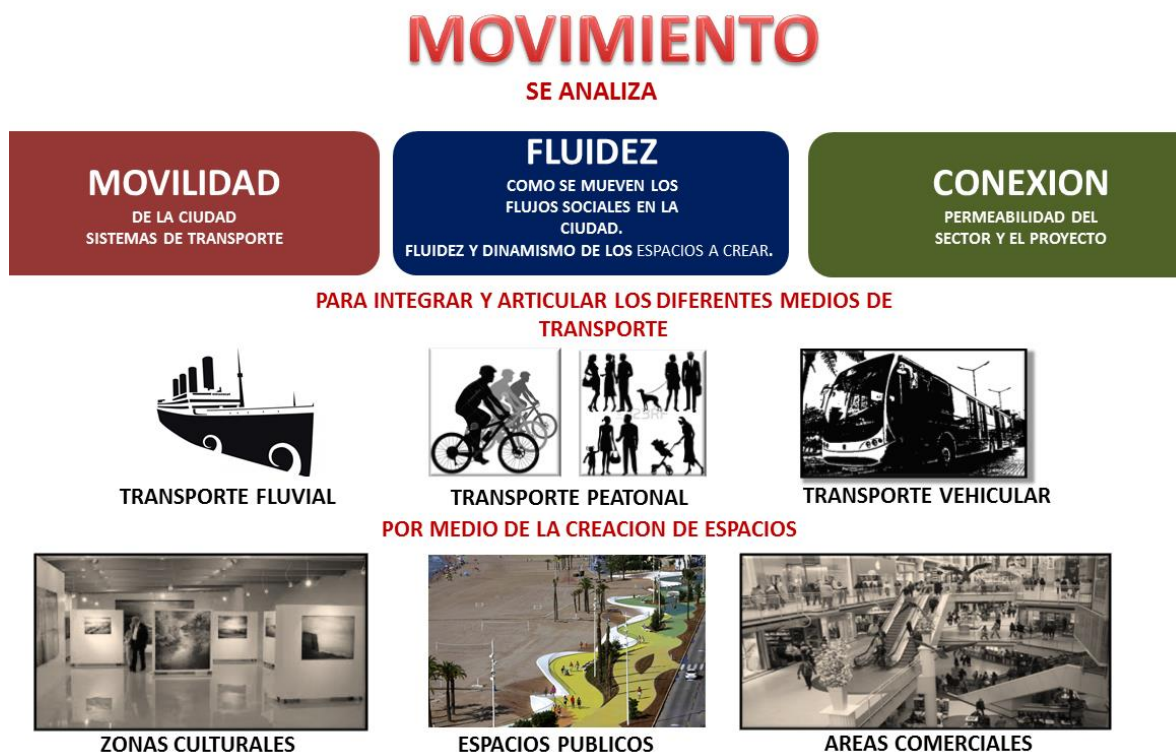 MOVIMIENTO
SE ANALIZA
MOVILIDAD
DE LA CIUDAD
SISTEMAS DE TRANSPORTE
FLUIDEZ
COMO SE MUEVEN LOS
FLUJOS SOCIALES EN LA
CIUDAD.
FLUIDEZ Y DINAMISMO DE LOS ESPACIOS A CREAR.
CONEXION
PERMEABILIDAD DEL
SECTOR Y EL PROYECTO
PARA INTEGRAR Y ARTICULAR LOS DIFERENTES MEDIOS DE
TRANSPORTE
TRANSPORTE FLUVIAL
TRANSPORTE PEATONAL
TRANSPORTE VEHICULAR
POR MEDIO DE LA CREACION DE ESPACIOS
ZONAS CULTURALES
ESPACIOS PUBLICOS
AREAS COMERCIALES